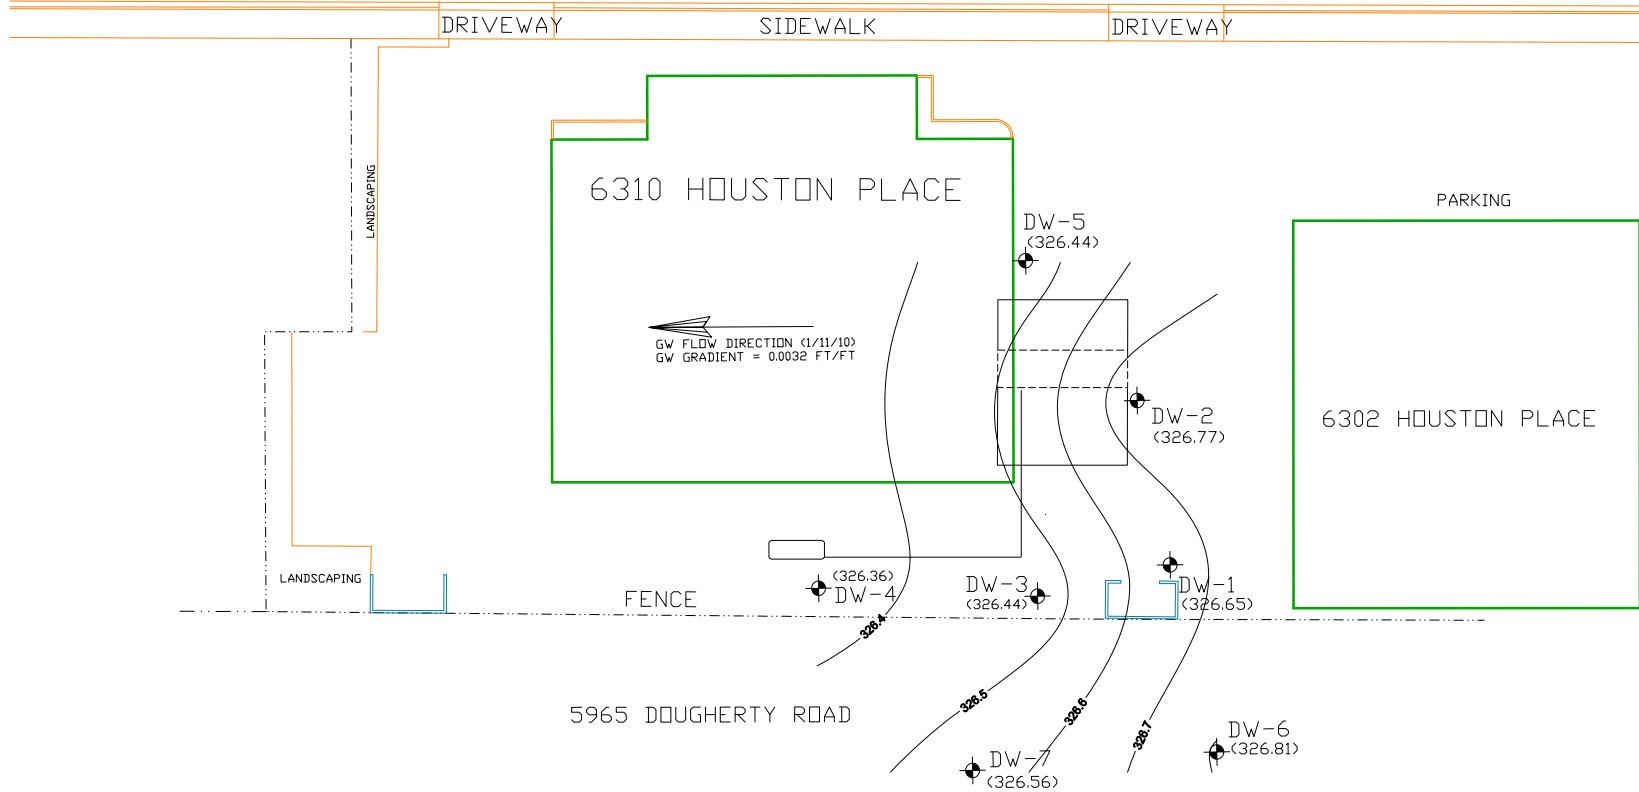 DRIVEWAY
SIDEWALK
DRIVEWAY
LANDSCAPING
6310 HOUSTON PLACE
PARKING
DW-5
(326.44)
GW FLOW DIRECTION (1/11/10)
GW GRADIENT = 0.0032 FT/FT
DW-2
(326.77)
6302 HOUSTON PLACE
LANDSCAPING
(326.36)
DW-4
FENCE
DW-3
(326.44)
DW-1
(326.65)
326.4
326.5
326.6
326.7
5965 DOUGHERTY ROAD
DW-6
(326.81)
DW-7
(326.56)